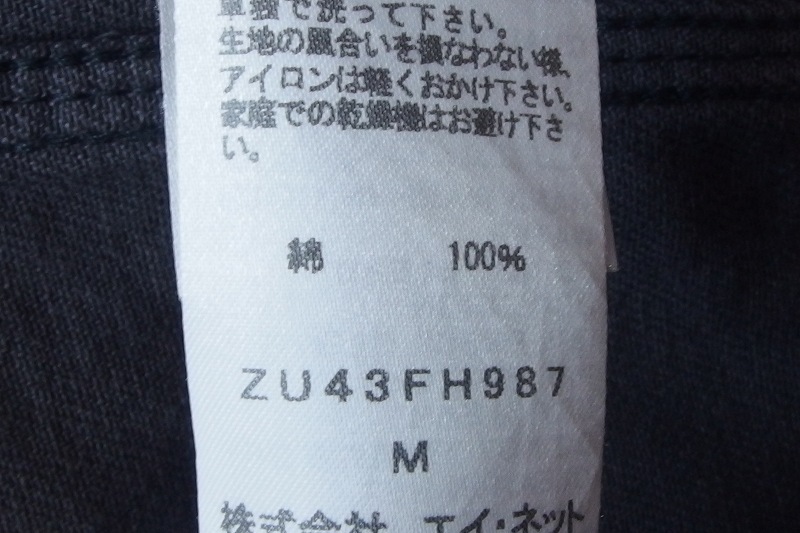 単独で洗って下さい。
生地の風合いを損なわない様、
アイロンは軽くおかけ下さい。
家庭での乾燥機はお避け下さ
い。
綿 100%
ZU43FH987
M
株式会社 エイ・ネット